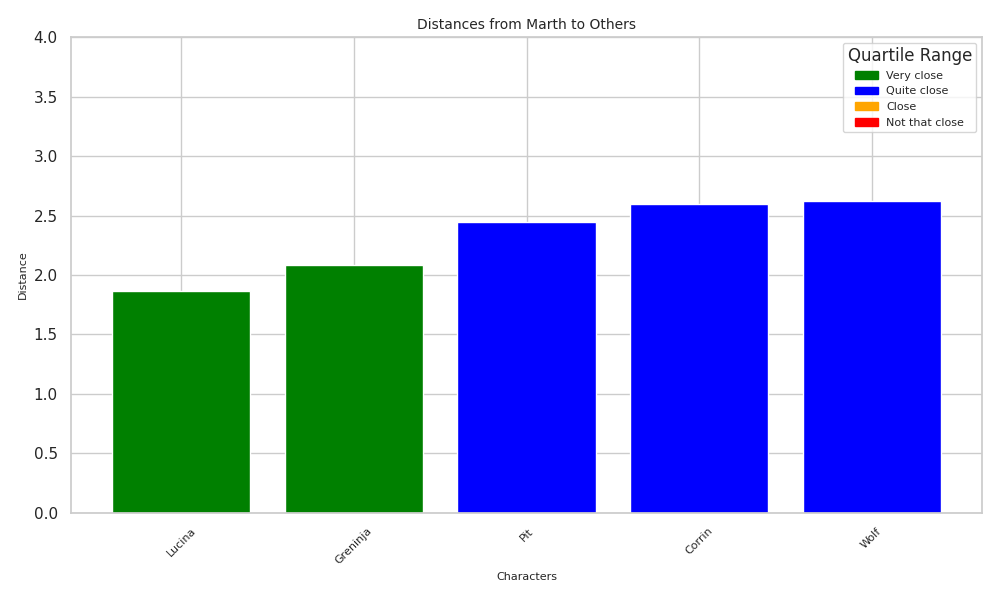 Distances from Marth to Others
4.0
3.5
3.0
2.5
2.0
1.5
1.0
0.5
0.0
Distance
Quartile Range
Very close
Quite close
Close
Not that close
Lucina
Greninja
Pit
Corrin
Wolf
Characters